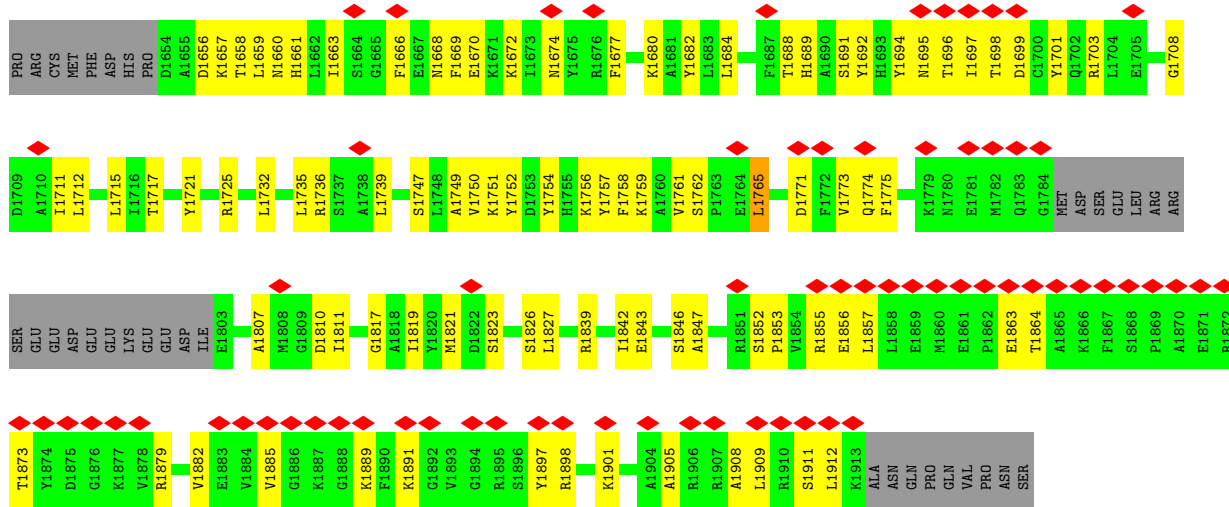 PRO ARG CYS MET PHE ASP HIS PRO D1654 A1655 D1656 K1657 T1658 L1659 N1660 H1661 L1662 I1663 S1664 G1665 F1666 E1667 N1668 F1669 E1670 K1671 K1672 I1673 N1674 Y1675 R1676 F1677 K1680 A1681 Y1682 L1683 L1684 F1687 T1688 H1689 A1690 S1691 Y1692 H1693 Y1694 N1695 T1696 I1697 T1698 D1699 C1700 Y1701 Q1702 R1703 L1704 E1705 G1708
D1709 A1710 I1711 L1712 L1715 I1716 T1717 Y1721 R1725 L1732 L1735 R1736 S1737 A1738 L1739 S1747 L1748 A1749 V1750 K1751 Y1752 D1753 Y1754 H1755 K1756 Y1757 F1758 K1759 A1760 V1761 S1762 P1763 E1764 L1765 D1771 F1772 V1773 Q1774 F1775 K1779 N1780 E1781 M1782 Q1783 G1784 MET ASP SER GLU LEU ARG ARG
SER GLU GLU ASP GLU GLU LYS GLU GLU ASP ILE E1803 A1807 M1808 G1809 D1810 I1811 G1817 A1818 I1819 Y1820 M1821 D1822 S1823 S1826 L1827 R1839 I1842 E1843 S1846 A1847 R1851 S1852 P1853 V1854 R1855 E1856 L1857 L1858 E1859 M1860 E1861 P1862 E1863 T1864 A1865 K1866 F1867 S1868 P1869 A1870 E1871 R1872
T1873 Y1874 D1875 G1876 K1877 V1878 R1879 V1882 E1883 V1884 V1885 G1886 K1887 G1888 K1889 F1890 K1891 G1892 V1893 G1894 R1895 S1896 Y1897 R1898 K1901 A1904 A1905 R1906 R1907 A1908 L1909 R1910 S1911 L1912 K1913 ALA ASN GLN PRO GLN VAL PRO ASN SER